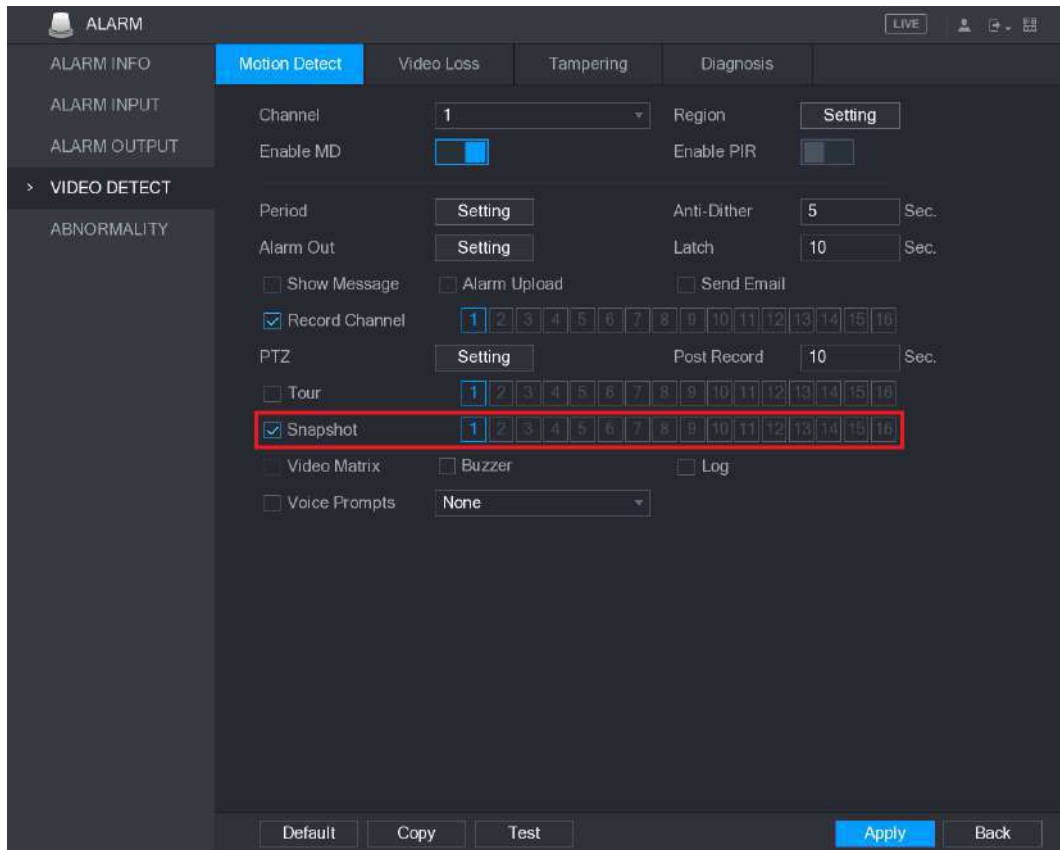 ALARM LIVE
ALARM INFO
ALARM INPUT
ALARM OUTPUT
> VIDEO DETECT
ABNORMALITY
Motion Detect Video Loss Tampering Diagnosis
Channel 1 Region Setting
Enable MD Enable PIR
Period Setting Anti-Dither 5 Sec.
Alarm Out Setting Latch 10 Sec.
Show Message Alarm Upload Send Email
Record Channel 1 2 3 4 5 6 7 8 9 10 11 12 13 14 15 16
PTZ Setting Post Record 10 Sec.
Tour 1 2 3 4 5 6 7 8 9 10 11 12 13 14 15 16
Snapshot 1 2 3 4 5 6 7 8 9 10 11 12 13 14 15 16
Video Matrix Buzzer Log
Voice Prompts None
Default Copy Test Apply Back